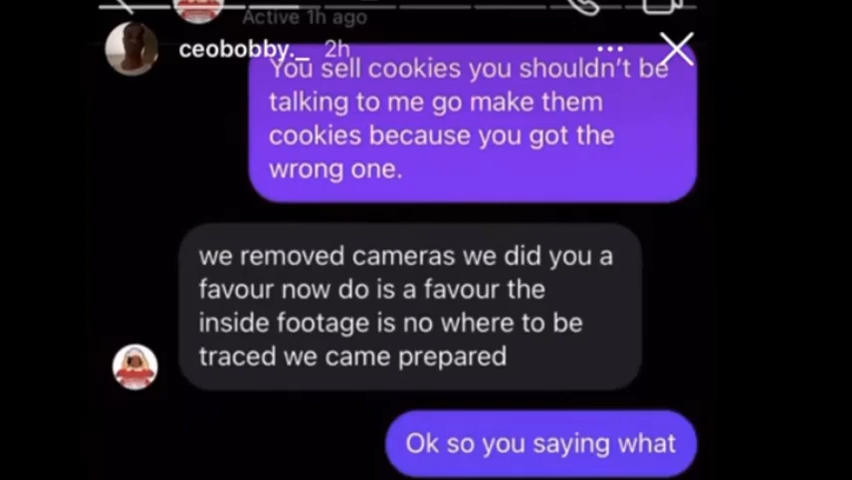 Active 1h ago
ceobobby._ 2h
You sell cookies you shouldn't be
talking to me go make them
cookies because you got the
wrong one.
we removed cameras we did you a
favour now do is a favour the
inside footage is no where to be
traced we came prepared
Ok so you saying what